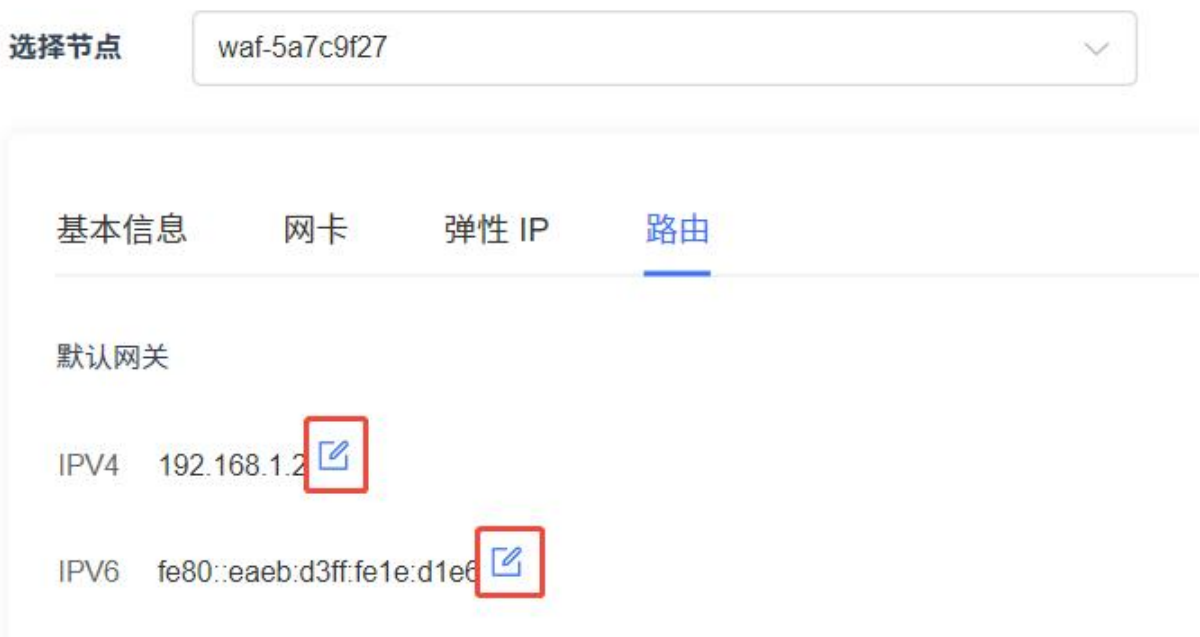 选择节点 waf-5a7c9f27
基本信息 网卡 弹性 IP 路由
默认网关
IPV4 192.168.1.2
IPV6 fe80::eaeb:d3ff:fe1e:d1e6